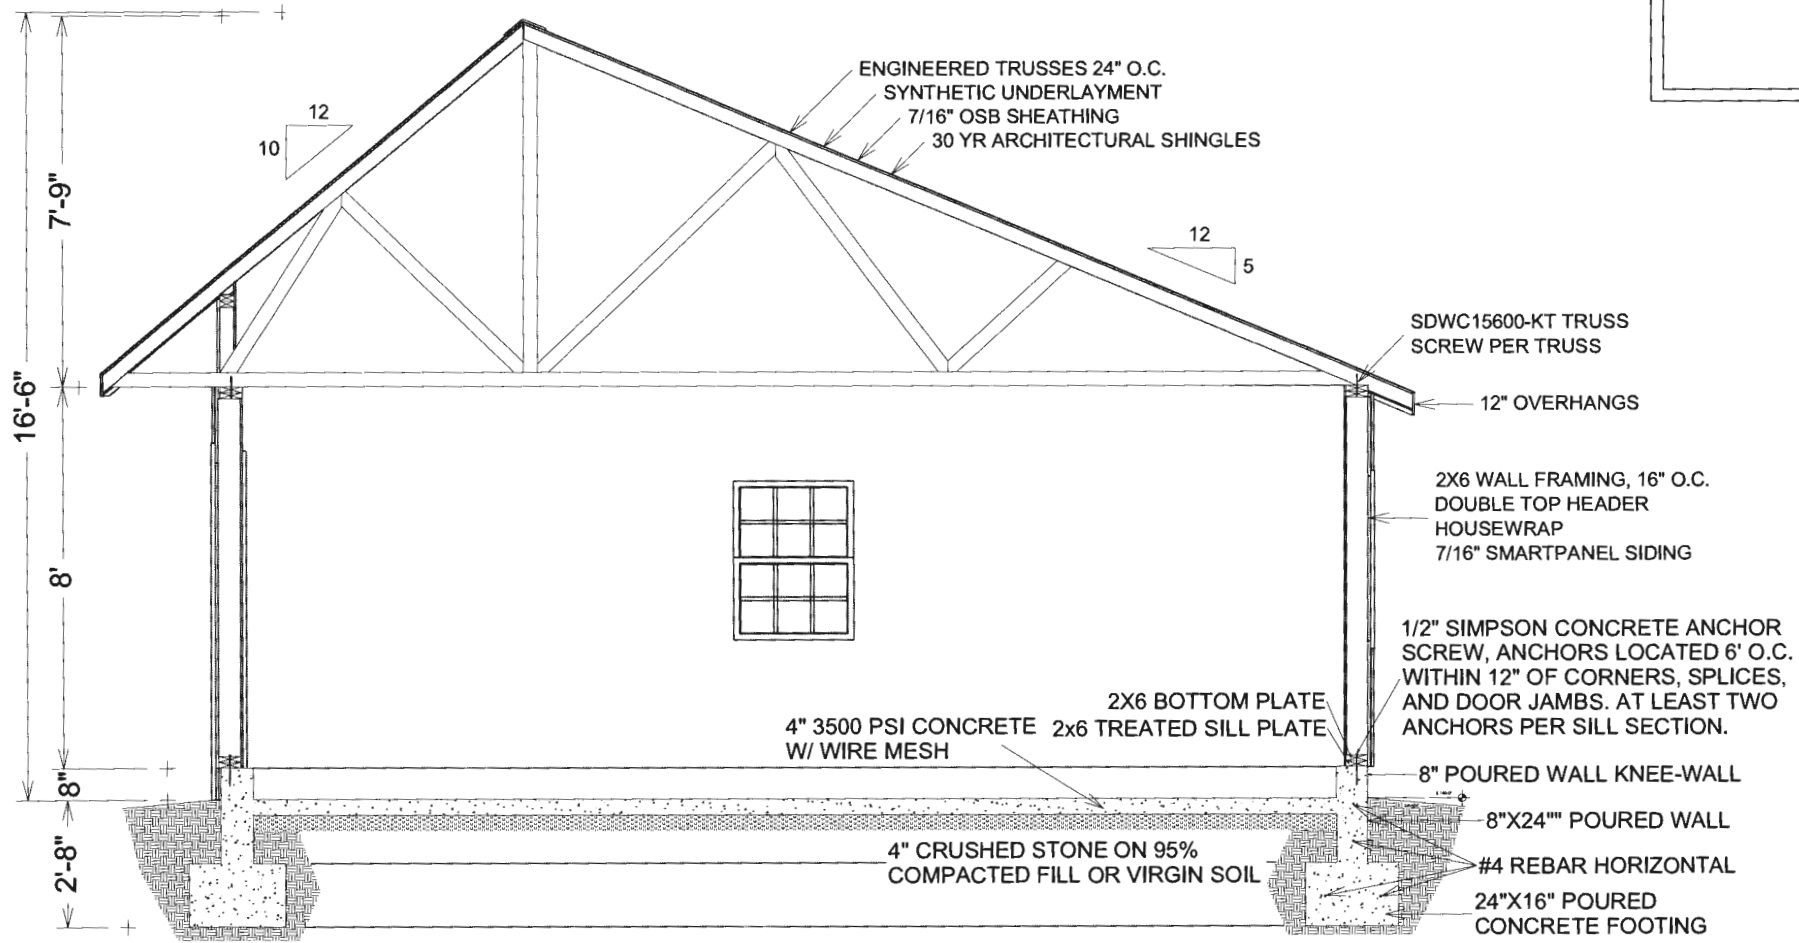 ENGINEERED TRUSSES 24" O.C.
SYNTHETIC UNDERLAYMENT
7/16" OSB SHEATHING
30 YR ARCHITECTURAL SHINGLES
12
10
12
5
7'-9"
16'-6"
8'
8"
2'-8"
SDWC15600-KT TRUSS
SCREW PER TRUSS
12" OVERHANGS
2X6 WALL FRAMING, 16" O.C.
DOUBLE TOP HEADER
HOUSEWRAP
7/16" SMARTPANEL SIDING
1/2" SIMPSON CONCRETE ANCHOR
SCREW, ANCHORS LOCATED 6' O.C.
WITHIN 12" OF CORNERS, SPLICES,
AND DOOR JAMBS. AT LEAST TWO
ANCHORS PER SILL SECTION.
2X6 BOTTOM PLATE
2x6 TREATED SILL PLATE
4" 3500 PSI CONCRETE
W/ WIRE MESH
8" POURED WALL KNEE-WALL
8"X24"" POURED WALL
#4 REBAR HORIZONTAL
24"X16" POURED
CONCRETE FOOTING
4" CRUSHED STONE ON 95%
COMPACTED FILL OR VIRGIN SOIL